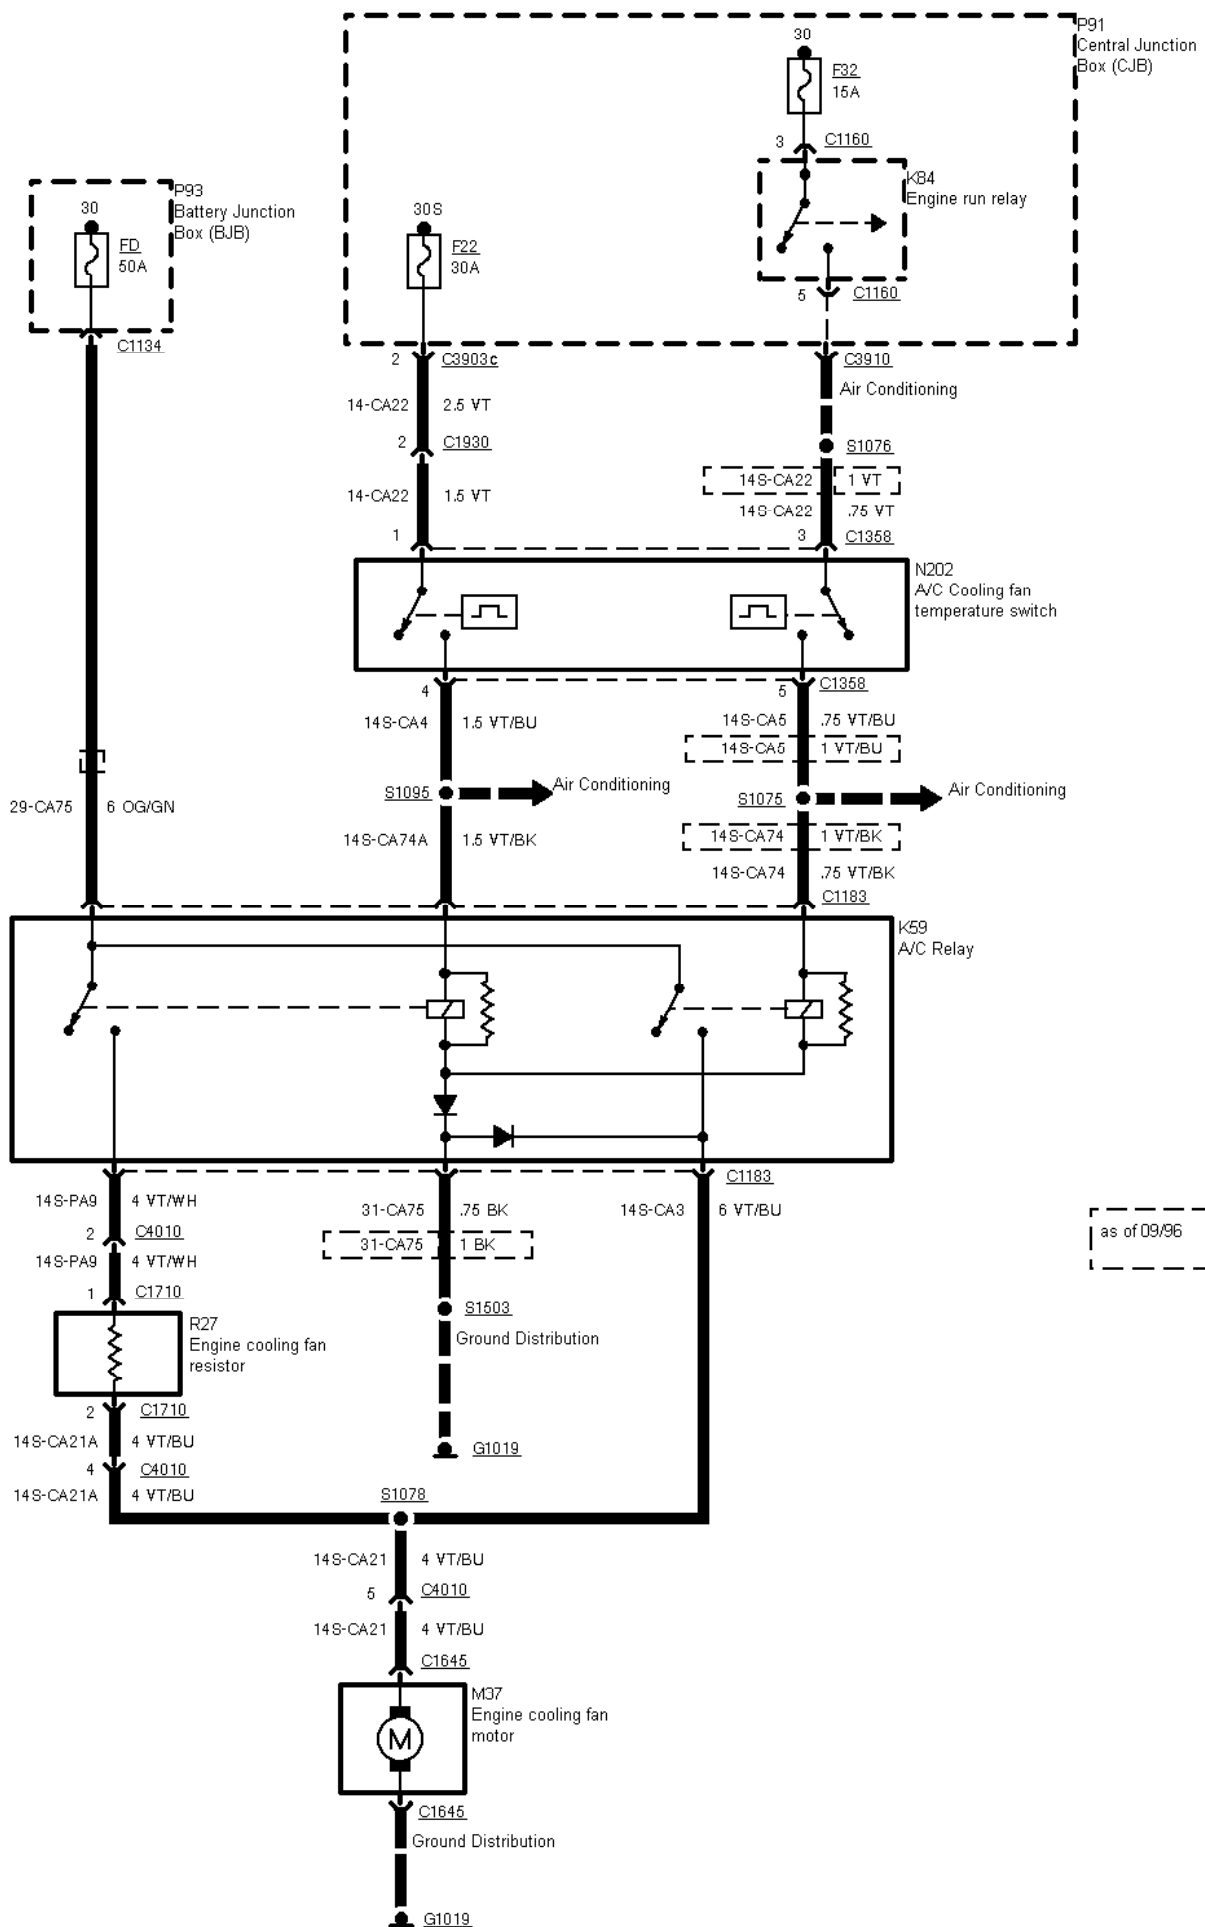 P91
Central Junction
Box (CJB)
30
F32
15A
3
C1160
K84
Engine run relay
5
C1160
P93
Battery Junction
Box (BJB)
30
FD
50A
C1134
30S
F22
30A
2
C3903c
C3910
Air Conditioning
14-CA22
2.5 VT
2
C1930
S1076
14S-CA22
1 VT
14-CA22
1.5 VT
14S-CA22
.75 VT
1
3
C1358
N202
A/C Cooling fan
temperature switch
4
5
C1358
14S-CA4
1.5 VT/BU
14S-CA5
.75 VT/BU
14S-CA5
1 VT/BU
S1095
Air Conditioning
S1075
Air Conditioning
29-CA75
6 OG/GN
14S-CA74A
1.5 VT/BK
14S-CA74
1 VT/BK
14S-CA74
.75 VT/BK
C1183
K59
A/C Relay
C1183
14S-PA9
4 VT/WH
31-CA75
.75 BK
14S-CA3
6 VT/BU
2
C4010
31-CA75
1 BK
as of 09/96
14S-PA9
4 VT/WH
1
C1710
S1503
Ground Distribution
R27
Engine cooling fan
resistor
2
C1710
14S-CA21A
4 VT/BU
G1019
4
C4010
14S-CA21A
4 VT/BU
S1078
14S-CA21
4 VT/BU
5
C4010
14S-CA21
4 VT/BU
C1645
M37
Engine cooling fan
motor
M
C1645
Ground Distribution
G1019